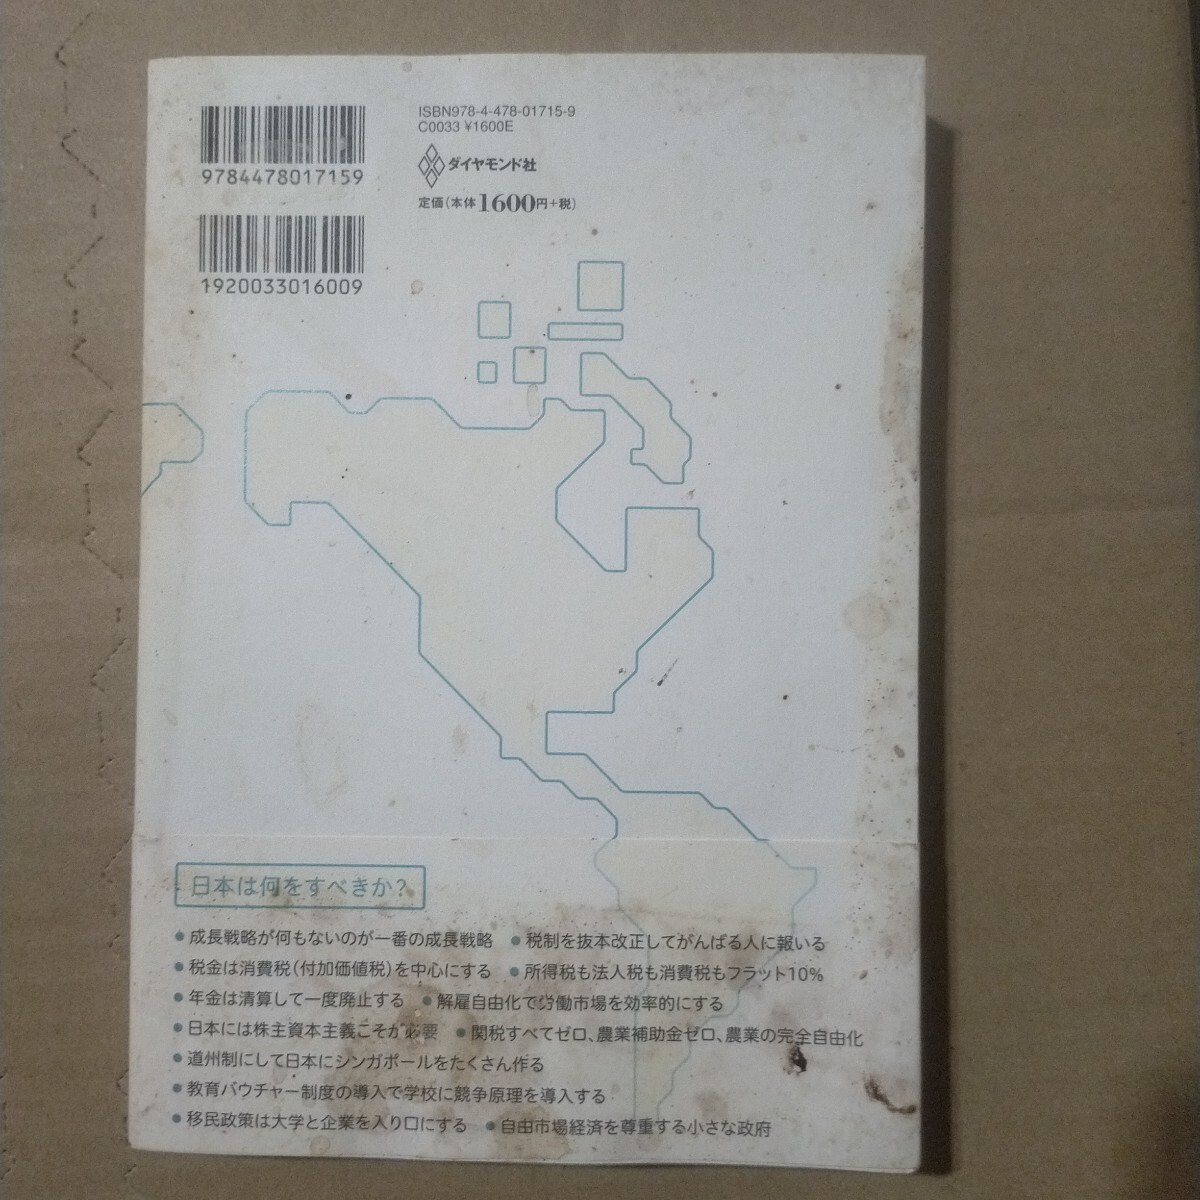 ISBN978-4-478-01715-9
C0033 ¥1600E
9784478017159
ダイヤモンド社
定価(本体1600円+税)
1920033016009
日本は何をすべきか?
●成長戦略が何もないのが一番の成長戦略 ●税制を抜本改正してがんばる人に報いる
●税金は消費税(付加価値税)を中心にする ●所得税も法人税も消費税もフラット10%
●年金は清算して一度廃止する ●解雇自由化で労働市場を効率的にする
●日本には株主資本主義こそが必要 ●関税すべてゼロ、農業補助金ゼロ、農業の完全自由化
●道州制にして日本にシンガポールをたくさん作る
●教育バウチャー制度の導入で学校に競争原理を導入する
●移民政策は大学と企業を入り口にする ●自由市場経済を尊重する小さな政府